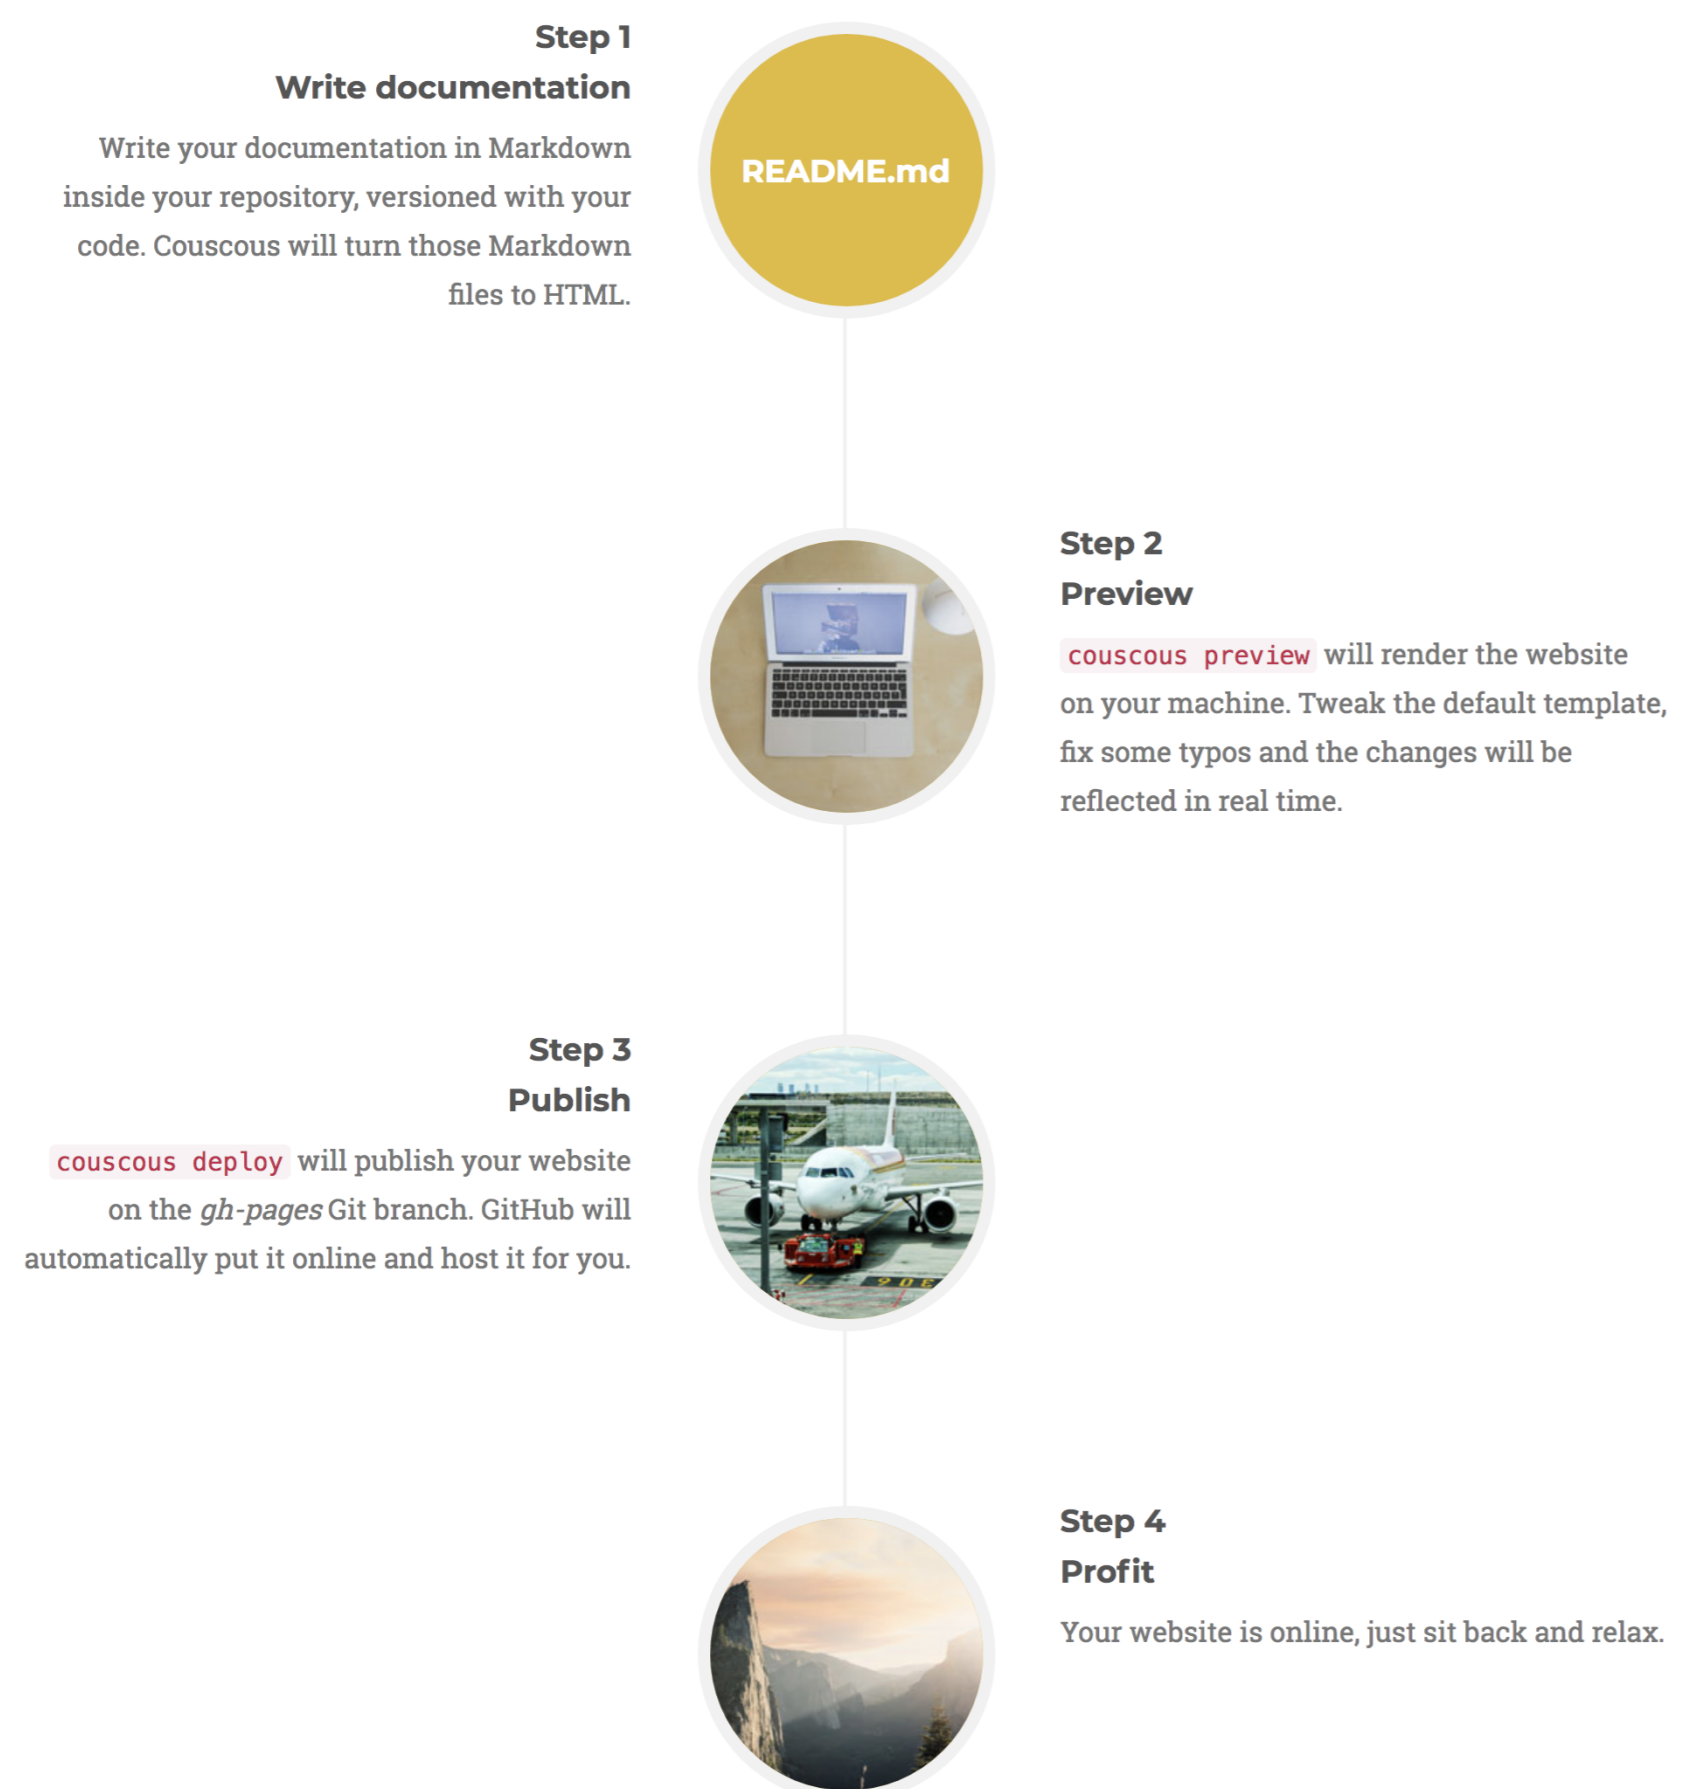 Step 1
Write documentation
Write your documentation in Markdown
inside your repository, versioned with your
code. Couscous will turn those Markdown
files to HTML.
README.md
Step 2
Preview
couscous preview will render the website
on your machine. Tweak the default template,
fix some typos and the changes will be
reflected in real time.
Step 3
Publish
couscous deploy will publish your website
on the gh-pages Git branch. GitHub will
automatically put it online and host it for you.
Step 4
Profit
Your website is online, just sit back and relax.